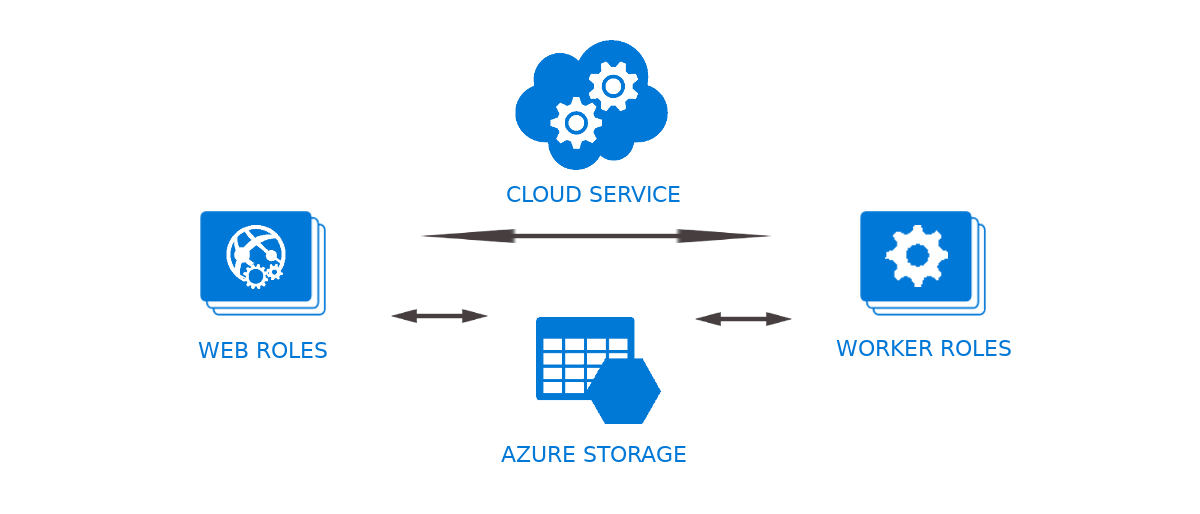 CLOUD SERVICE
WEB ROLES
WORKER ROLES
AZURE STORAGE